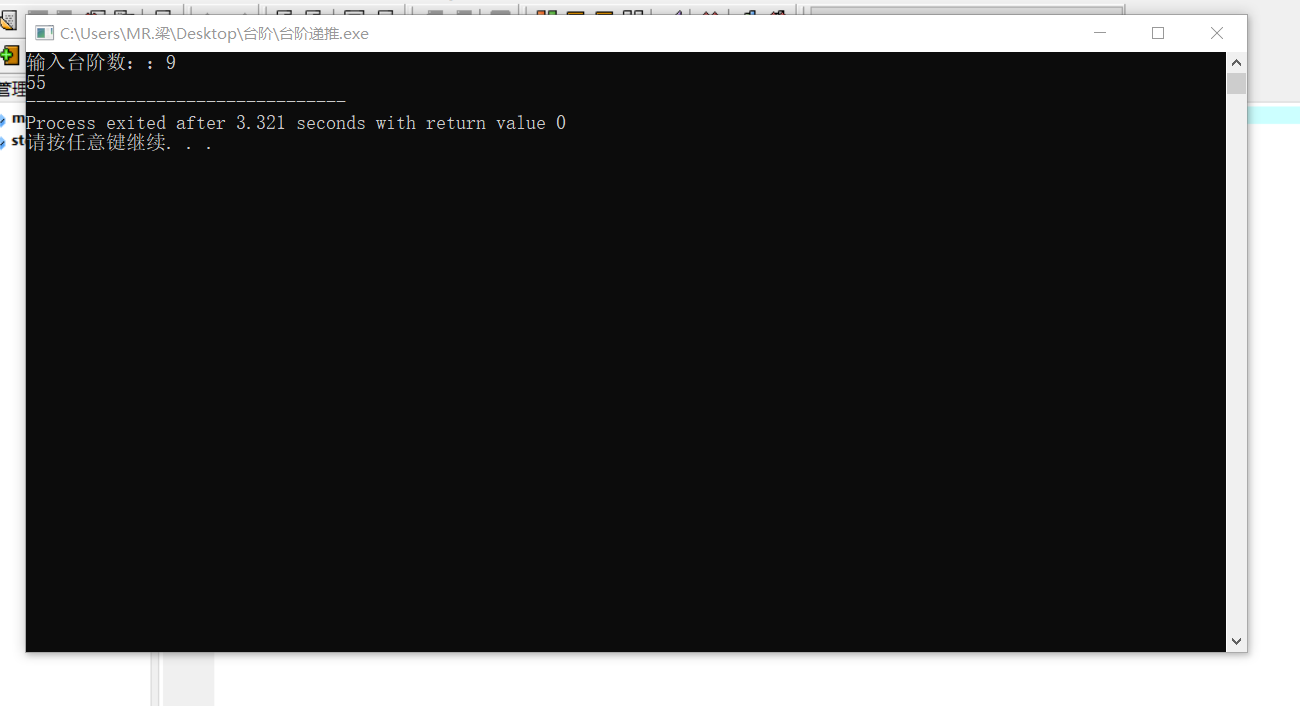 C:\Users\MR.梁\Desktop\台阶\台阶递推.exe
输入台阶数：：9
55
--------------------------------
Process exited after 3.321 seconds with return value 0
请按任意键继续. . .
管理
m
st